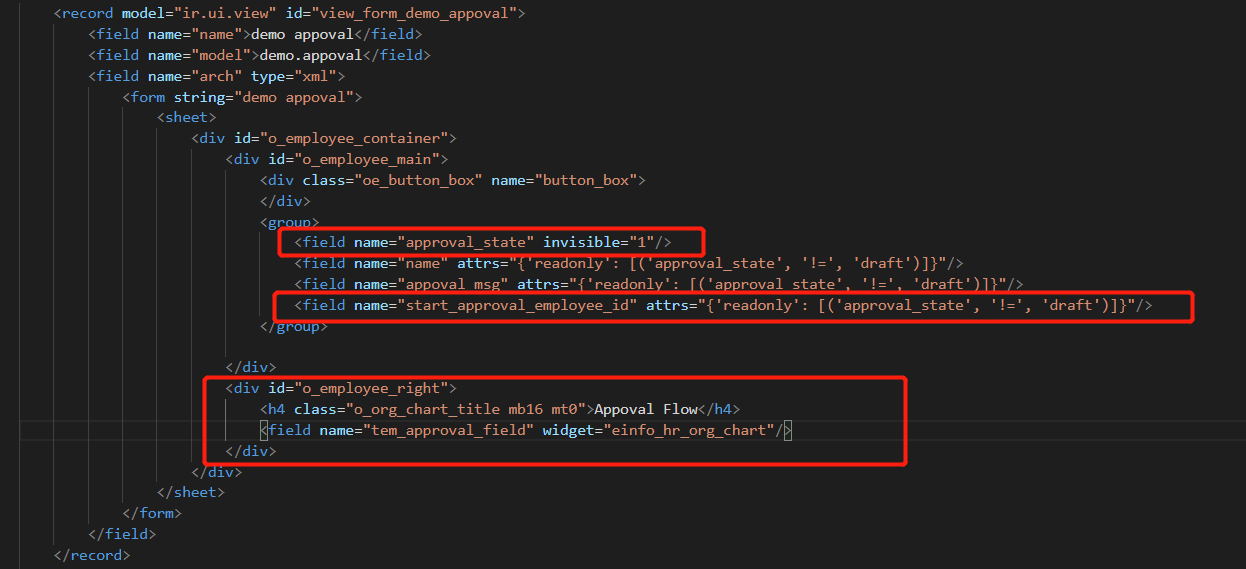 <record model="ir.ui.view" id="view_form_demo_appoval">
<field name="name">demo appoval</field>
<field name="model">demo.appoval</field>
<field name="arch" type="xml">
<form string="demo appoval">
<sheet>
<div id="o_employee_container">
<div id="o_employee_main">
<div class="oe_button_box" name="button_box">
</div>
<group>
<field name="approval_state" invisible="1"/>
<field name="name" attrs="{'readonly': [('approval_state', '!=', 'draft')]}"/>
<field name="appoval_msg" attrs="{'readonly': [('approval_state', '!=', 'draft')]}"/>
<field name="start_approval_employee_id" attrs="{'readonly': [('approval_state', '!=', 'draft')]}"/>
</group>
</div>
<div id="o_employee_right">
<h4 class="o_org_chart_title mb16 mt0">Appoval Flow</h4>
<field name="tem_approval_field" widget="einfo_hr_org_chart"/>
</div>
</div>
</sheet>
</form>
</field>
</record>